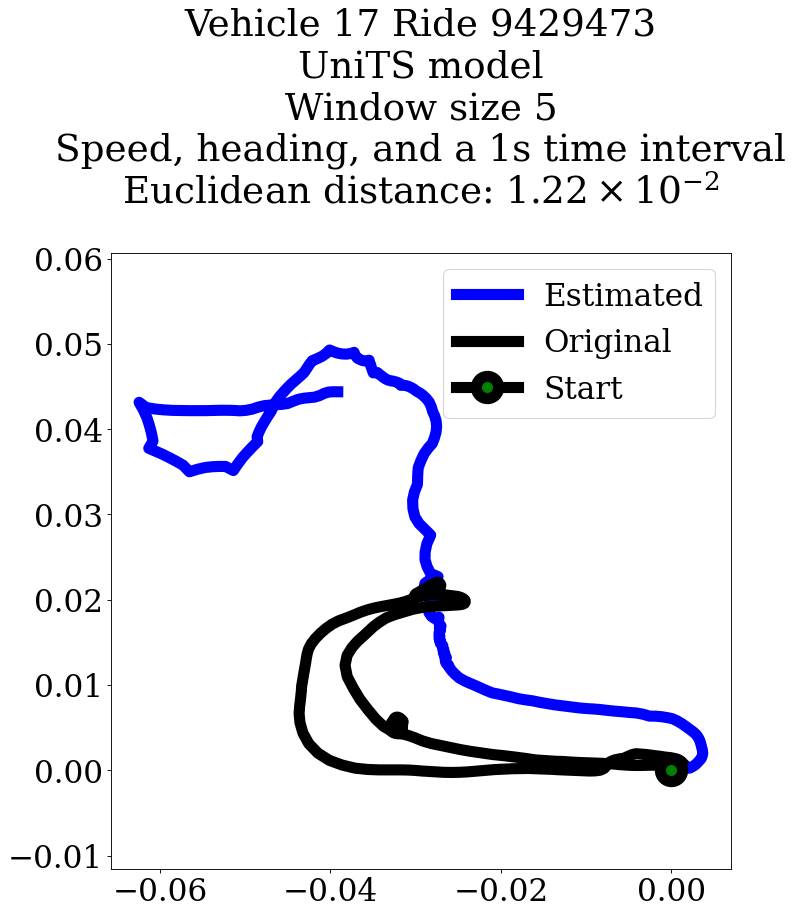 Vehicle 17 Ride 9429473
UniTS model
Window size 5
Speed, heading, and a 1s time interval
Euclidean distance: 1.22 × 10⁻²
0.06
0.05
0.04
0.03
0.02
0.01
0.00
−0.01
Estimated
Original
Start
−0.06
−0.04
−0.02
0.00